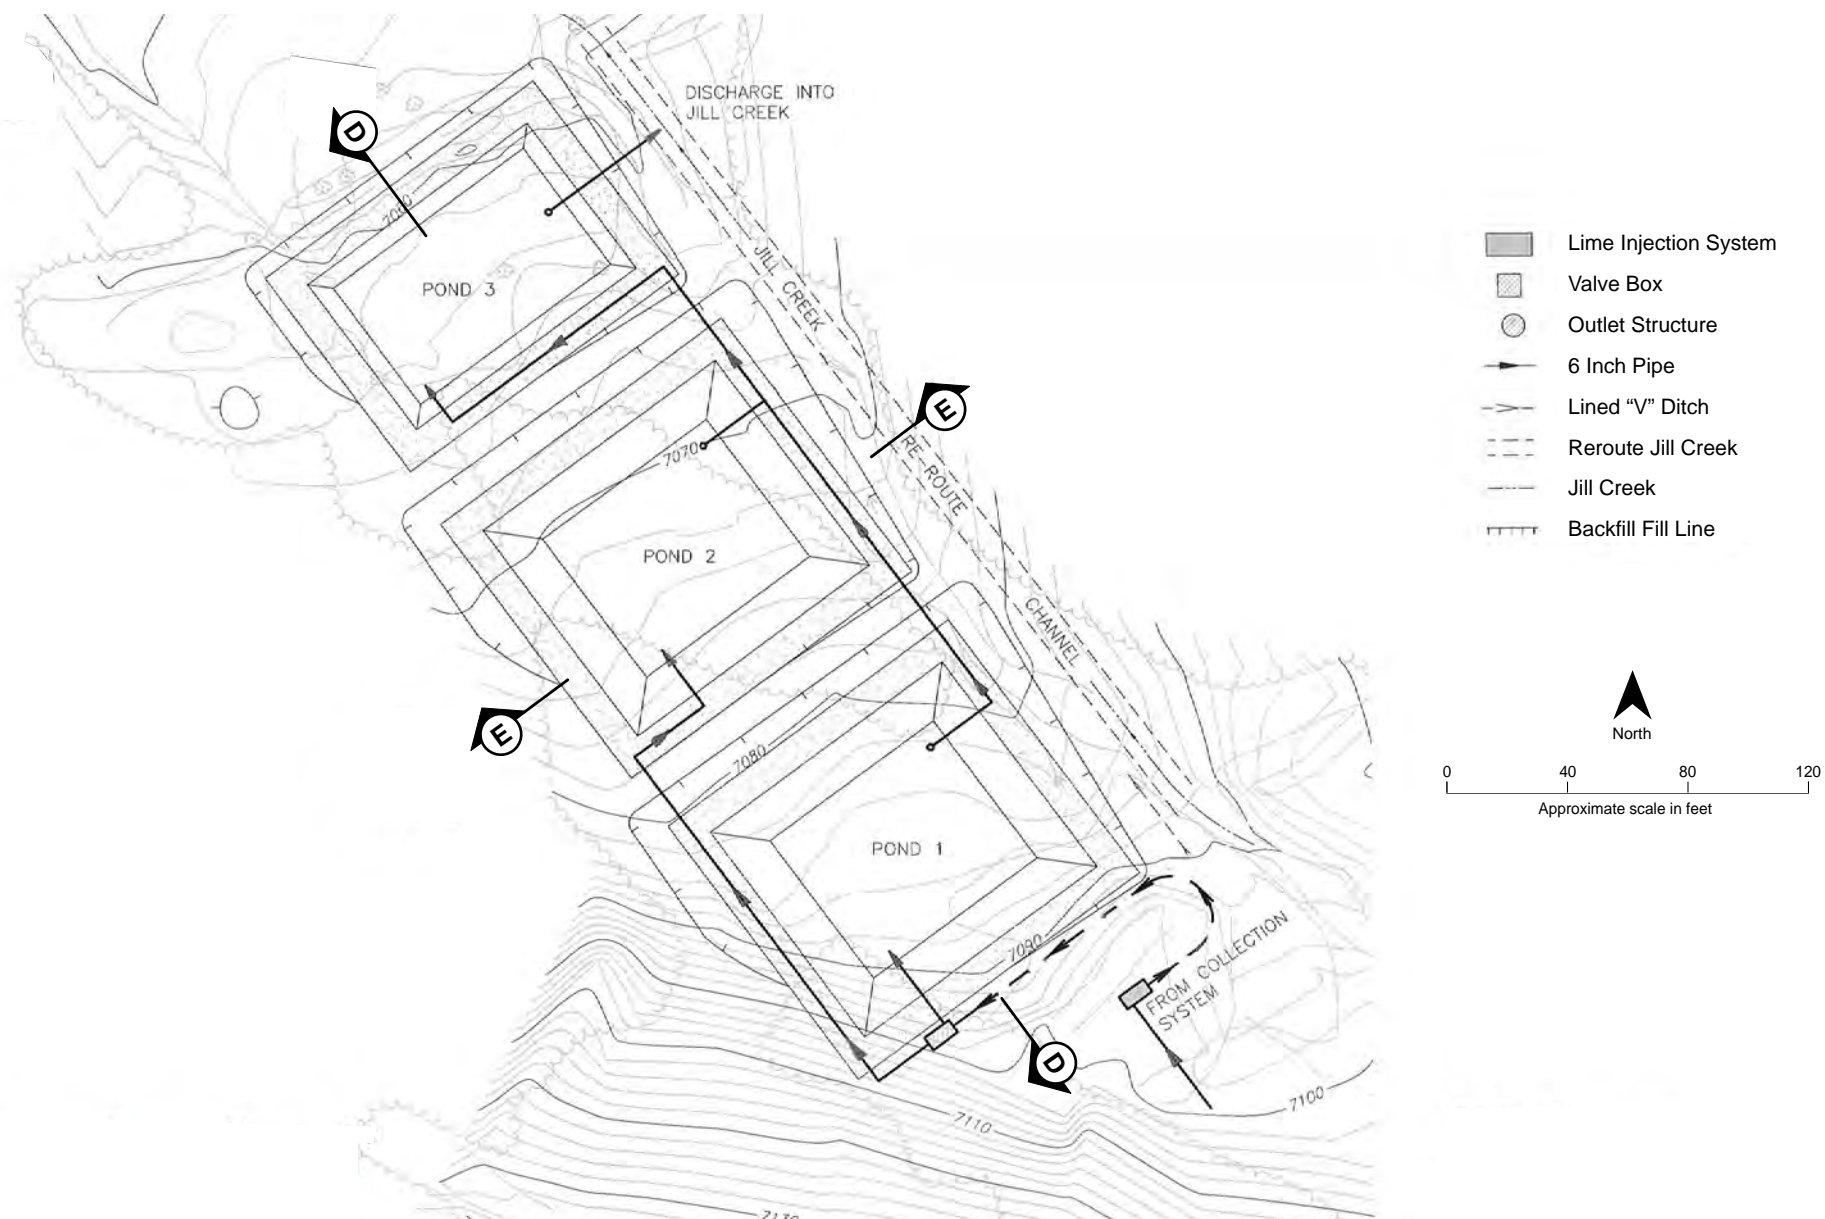 DISCHARGE INTO
JILL CREEK
D
7060
POND 3
JILL CREEK
E
RE-ROUTE
7070
POND 2
CHANNEL
E
7080
POND 1
7090
FROM COLLECTION
SYSTEM
D
7100
7110
7130
Lime Injection System
Valve Box
Outlet Structure
6 Inch Pipe
Lined “V” Ditch
Reroute Jill Creek
Jill Creek
Backfill Fill Line
North
0 40 80 120
Approximate scale in feet